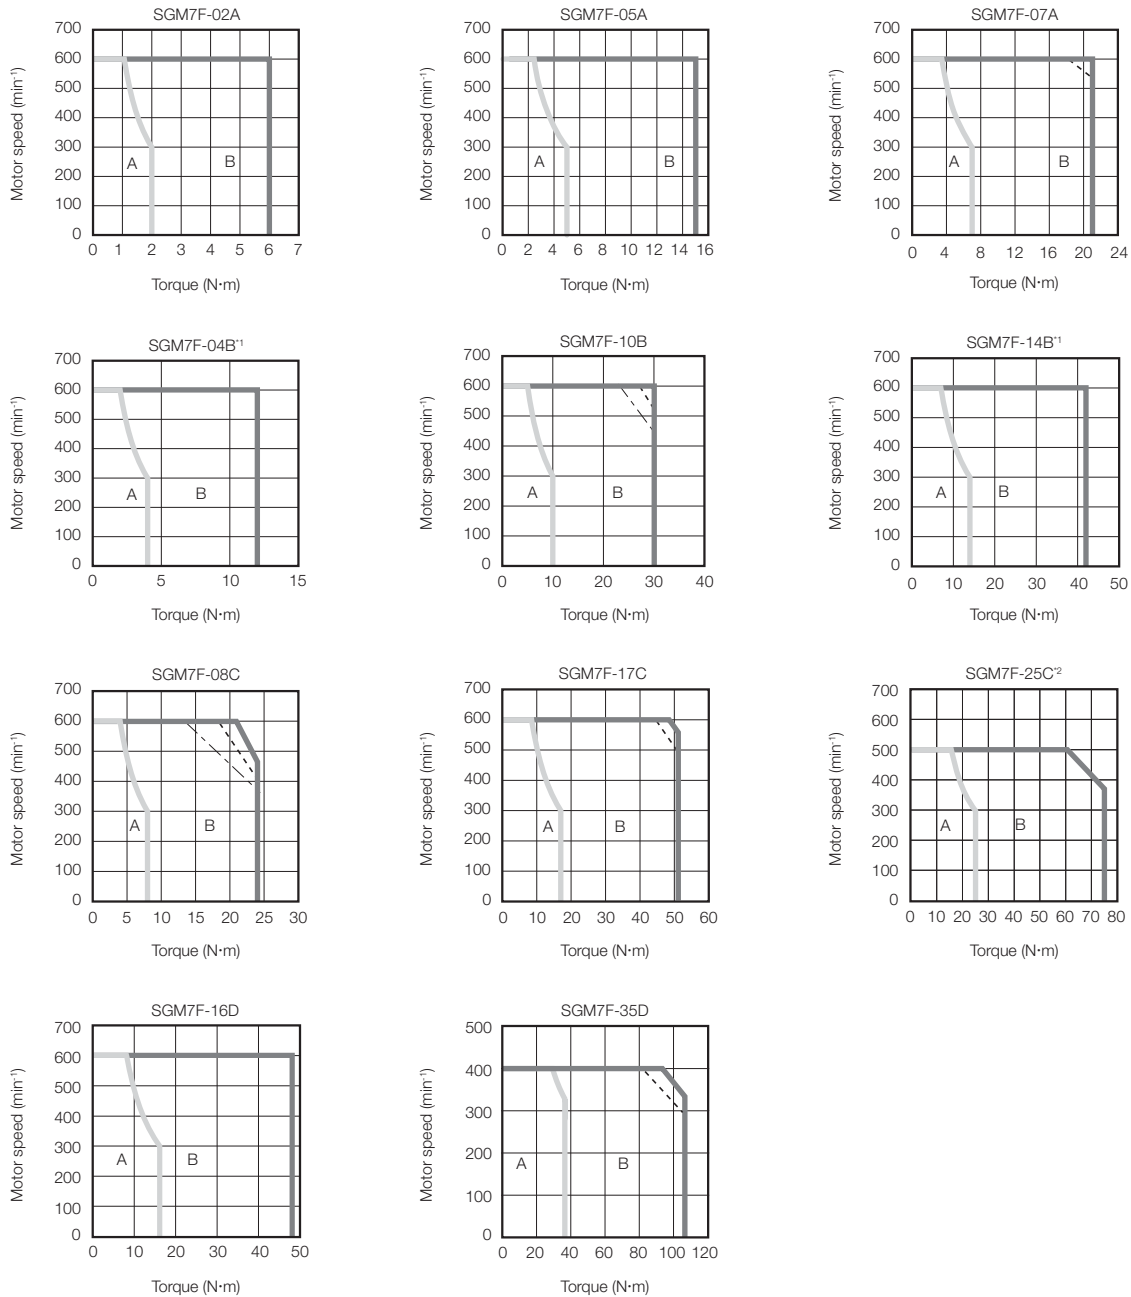 SGM7F-02A
Motor speed (min-1)
700
600
500
400
300
200
100
0
A
B
0 1 2 3 4 5 6 7
Torque (N•m)
SGM7F-05A
Motor speed (min-1)
700
600
500
400
300
200
100
0
A
B
0 2 4 6 8 10 12 14 16
Torque (N•m)
SGM7F-07A
Motor speed (min-1)
700
600
500
400
300
200
100
0
A
B
0 4 8 12 16 20 24
Torque (N•m)
SGM7F-04B*1
Motor speed (min-1)
700
600
500
400
300
200
100
0
A
B
0 5 10 15
Torque (N•m)
SGM7F-10B
Motor speed (min-1)
700
600
500
400
300
200
100
0
A
B
0 10 20 30 40
Torque (N•m)
SGM7F-14B*1
Motor speed (min-1)
700
600
500
400
300
200
100
0
A
B
0 10 20 30 40 50
Torque (N•m)
SGM7F-08C
Motor speed (min-1)
700
600
500
400
300
200
100
0
A
B
0 5 10 15 20 24 30
Torque (N•m)
SGM7F-17C
Motor speed (min-1)
700
600
500
400
300
200
100
0
A
B
0 10 20 30 40 50 60
Torque (N•m)
SGM7F-25C*2
Motor speed (min-1)
700
600
500
400
300
200
100
0
A
B
0 10 20 30 40 50 60 70 80
Torque (N•m)
SGM7F-16D
Motor speed (min-1)
700
600
500
400
300
200
100
0
A
B
0 10 20 30 40 50
Torque (N•m)
SGM7F-35D
Motor speed (min-1)
500
400
300
200
100
0
A
B
0 20 40 60 80 100 120
Torque (N•m)